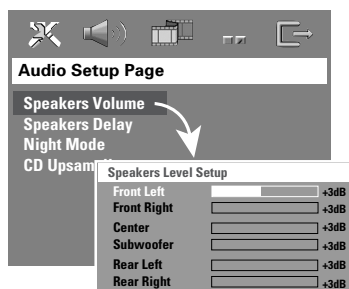 Audio Setup Page
Speakers Volume
Speakers Delay
Night Mode
CD Upsam
Speakers Level Setup
Front Left +3dB
Front Right +3dB
Center +3dB
Subwoofer +3dB
Rear Left +3dB
Rear Right +3dB